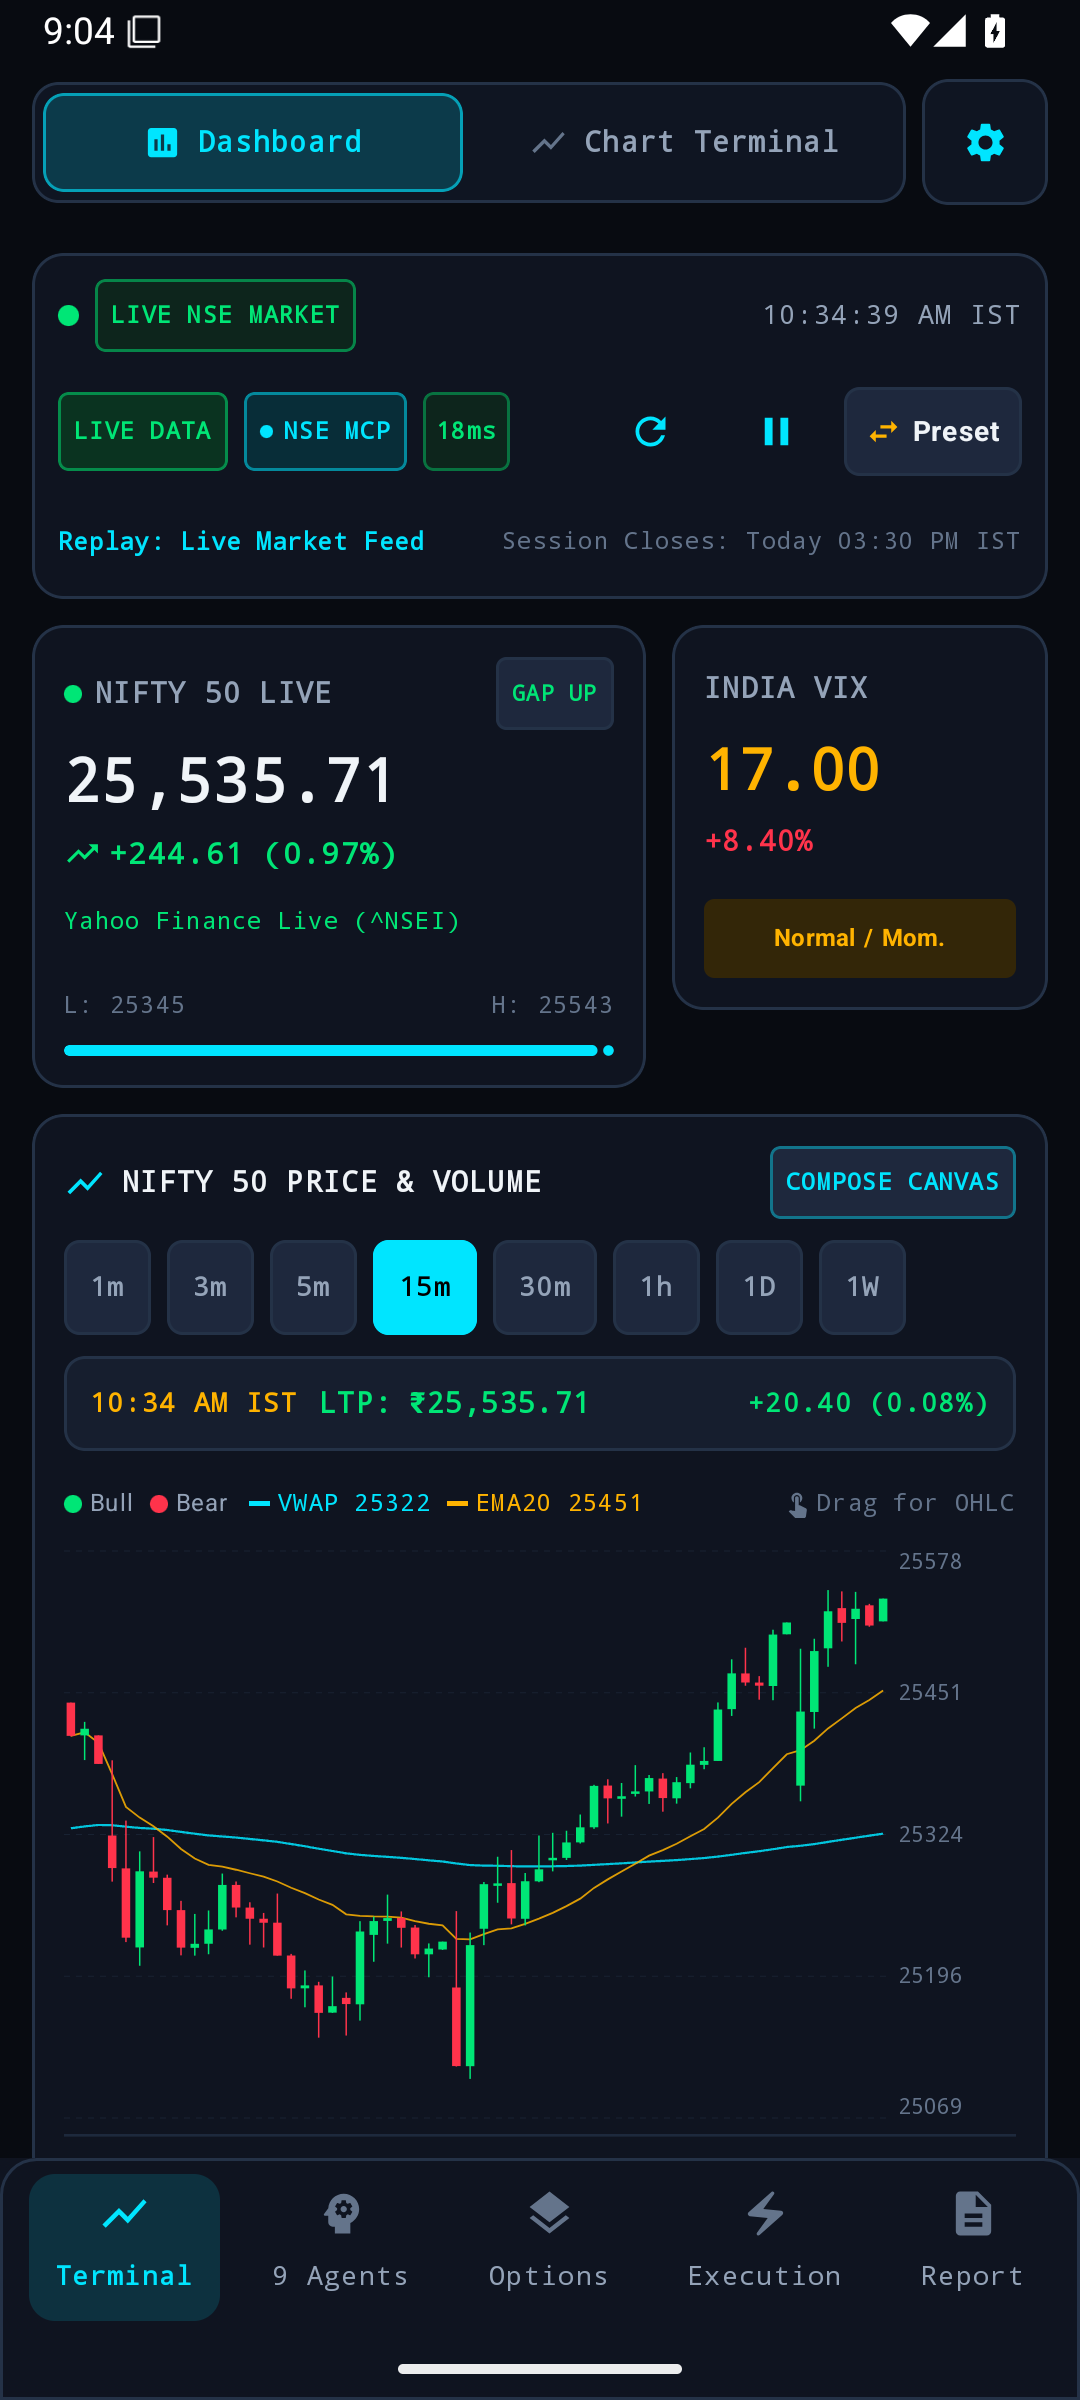 9:04
Dashboard
Chart Terminal
LIVE NSE MARKET
10:34:39 AM IST
LIVE DATA
NSE MCP
18ms
Preset
Replay: Live Market Feed
Session Closes: Today 03:30 PM IST
NIFTY 50 LIVE
GAP UP
25,535.71
+244.61 (0.97%)
Yahoo Finance Live (^NSEI)
L: 25345
H: 25543
INDIA VIX
17.00
+8.40%
Normal / Mom.
NIFTY 50 PRICE & VOLUME
COMPOSE CANVAS
1m
3m
5m
15m
30m
1h
1D
1W
10:34 AM IST LTP: ₹25,535.71
+20.40 (0.08%)
Bull
Bear
VWAP 25322
EMA20 25451
Drag for OHLC
25578
25451
25324
25196
25069
Terminal
9 Agents
Options
Execution
Report